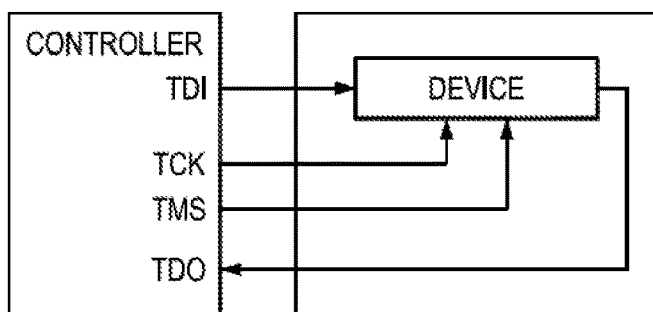 CONTROLLER
TDI
DEVICE
TCK
TMS
TDO